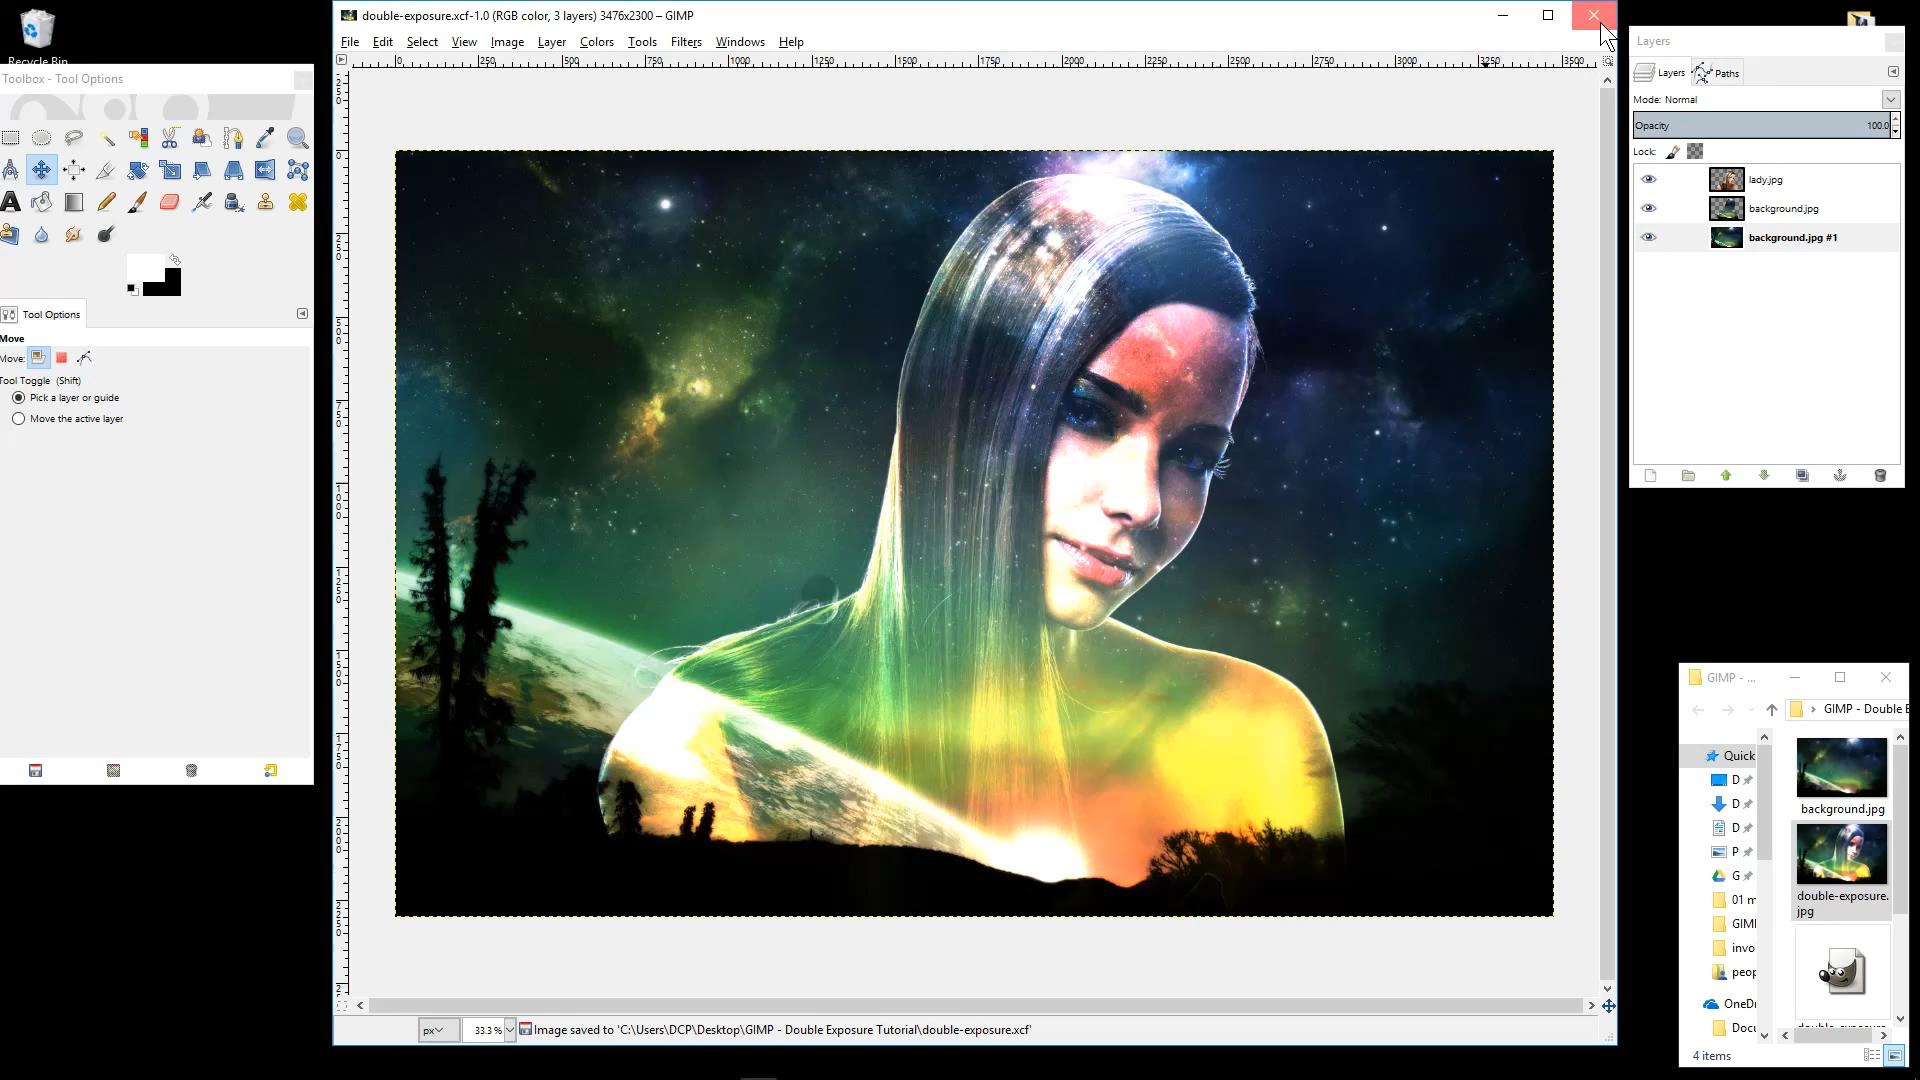 Recycle Bin
double-exposure.xcf-1.0 (RGB color, 3 layers) 3476x2300 – GIMP
File Edit Select View Image Layer Colors Tools Filters Windows Help
0 250 500 750 1000 1250 1500 1750 2000 2250 2500 2750 3000 3250 3500
Toolbox - Tool Options
Tool Options
Move
Move:
Tool Toggle (Shift)
Pick a layer or guide
Move the active layer
px 33.3 % Image saved to 'C:\Users\DCP\Desktop\GIMP - Double Exposure Tutorial\double-exposure.xcf'
Layers
Layers Paths
Mode: Normal
Opacity 100.0
Lock:
lady.jpg
background.jpg
background.jpg #1
GIMP - ...
GIMP - Double E
Quick
D
D
D
P
G
01 m
GIMI
invo
peop
OneDr
Docu
background.jpg
double-exposure.
jpg
4 items